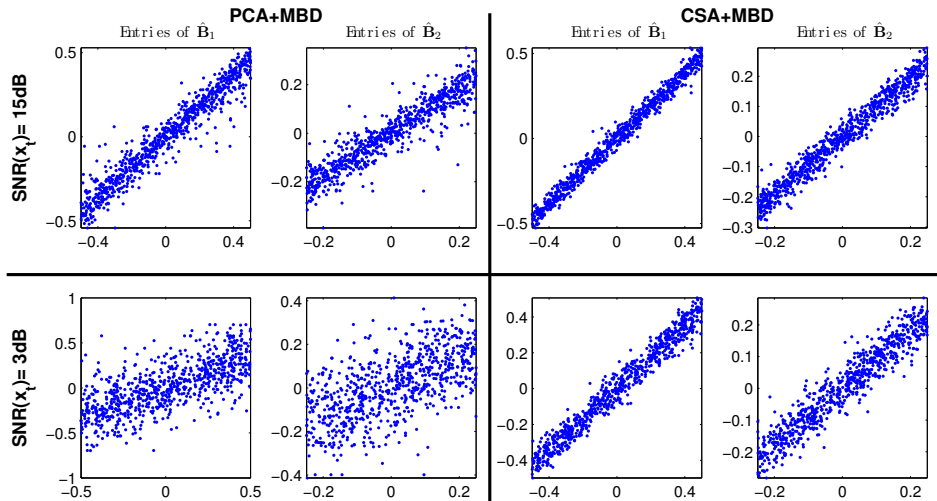 PCA+MBD
CSA+MBD
Entries of B̂₁
Entries of B̂₂
Entries of B̂₁
Entries of B̂₂
SNR(xₜ)= 15dB
0.5
0
−0.5
−0.4 0 0.4
0.2
0
−0.2
−0.2 0 0.2
0.5
0
−0.5
−0.4 0 0.4
0.2
0.1
0
−0.1
−0.2
−0.3
−0.2 0 0.2
SNR(xₜ)= 3dB
1
0.5
0
−0.5
−1
−0.5 0 0.5
0.4
0.2
0
−0.2
−0.4
−0.2 0 0.2
0.4
0.2
0
−0.2
−0.4
−0.4 0 0.4
0.2
0.1
0
−0.1
−0.2
−0.2 0 0.2